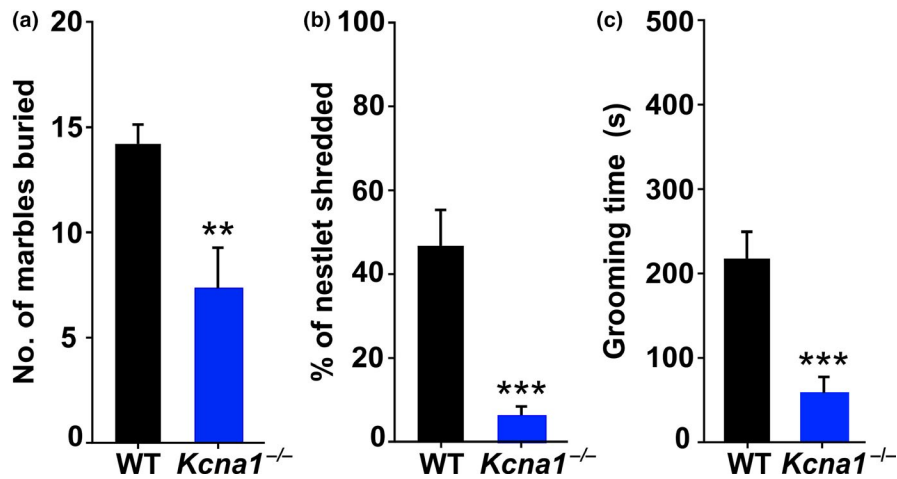 (a)
No. of marbles buried
20
15
10
5
0
**
WT Kcna1⁻/⁻
(b)
% of nestlet shredded
100
80
60
40
20
0
***
WT Kcna1⁻/⁻
(c)
Grooming time (s)
500
400
300
200
100
0
***
WT Kcna1⁻/⁻